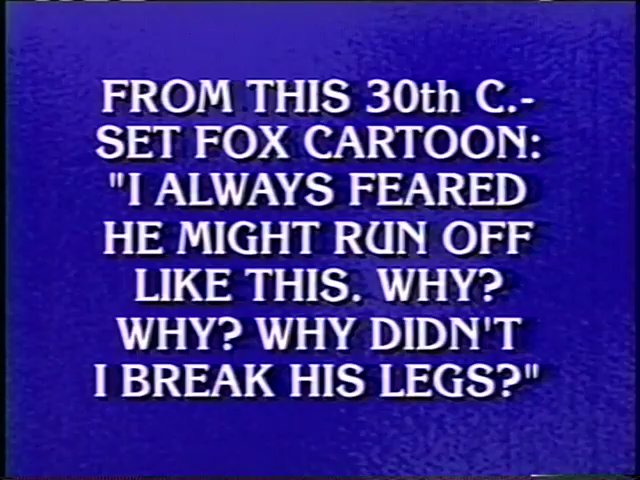 FROM THIS 30th C.-
SET FOX CARTOON:
"I ALWAYS FEARED
HE MIGHT RUN OFF
LIKE THIS. WHY?
WHY? WHY DIDN'T
I BREAK HIS LEGS?"